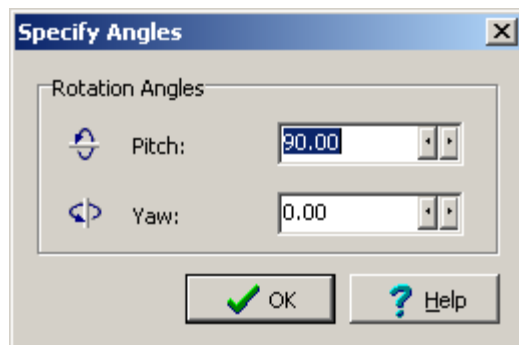 Specify Angles
Rotation Angles
Pitch: 90.00
Yaw: 0.00
OK Help